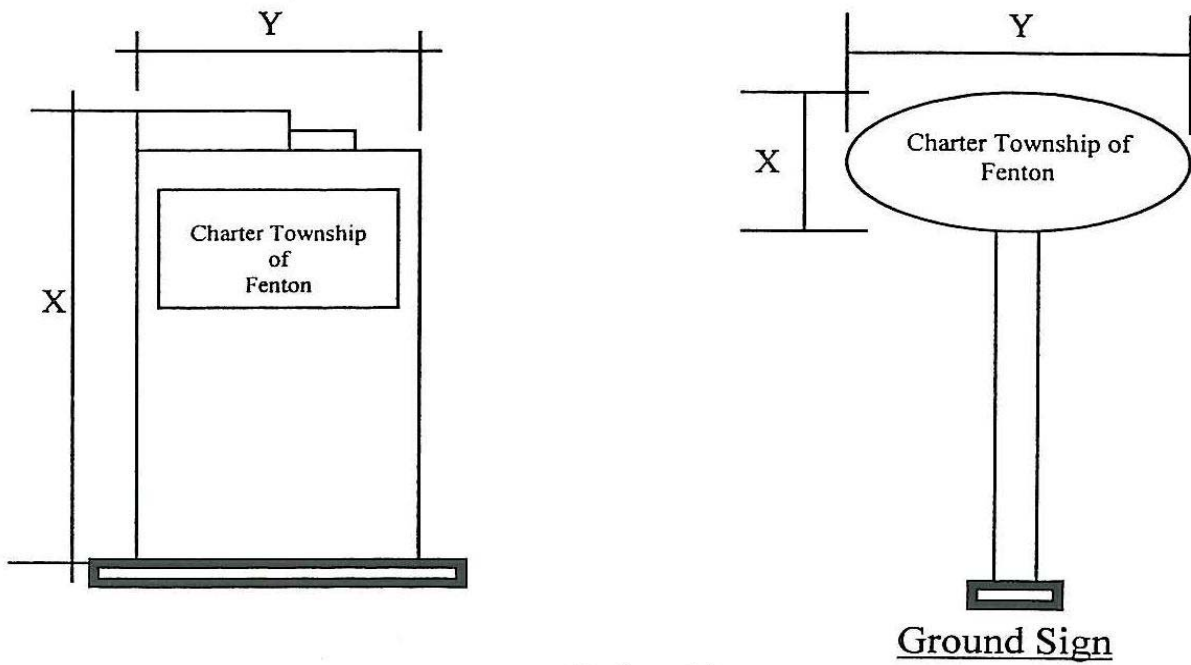 Y
X
Charter Township
of
Fenton
Y
X
Charter Township of
Fenton
Ground Sign